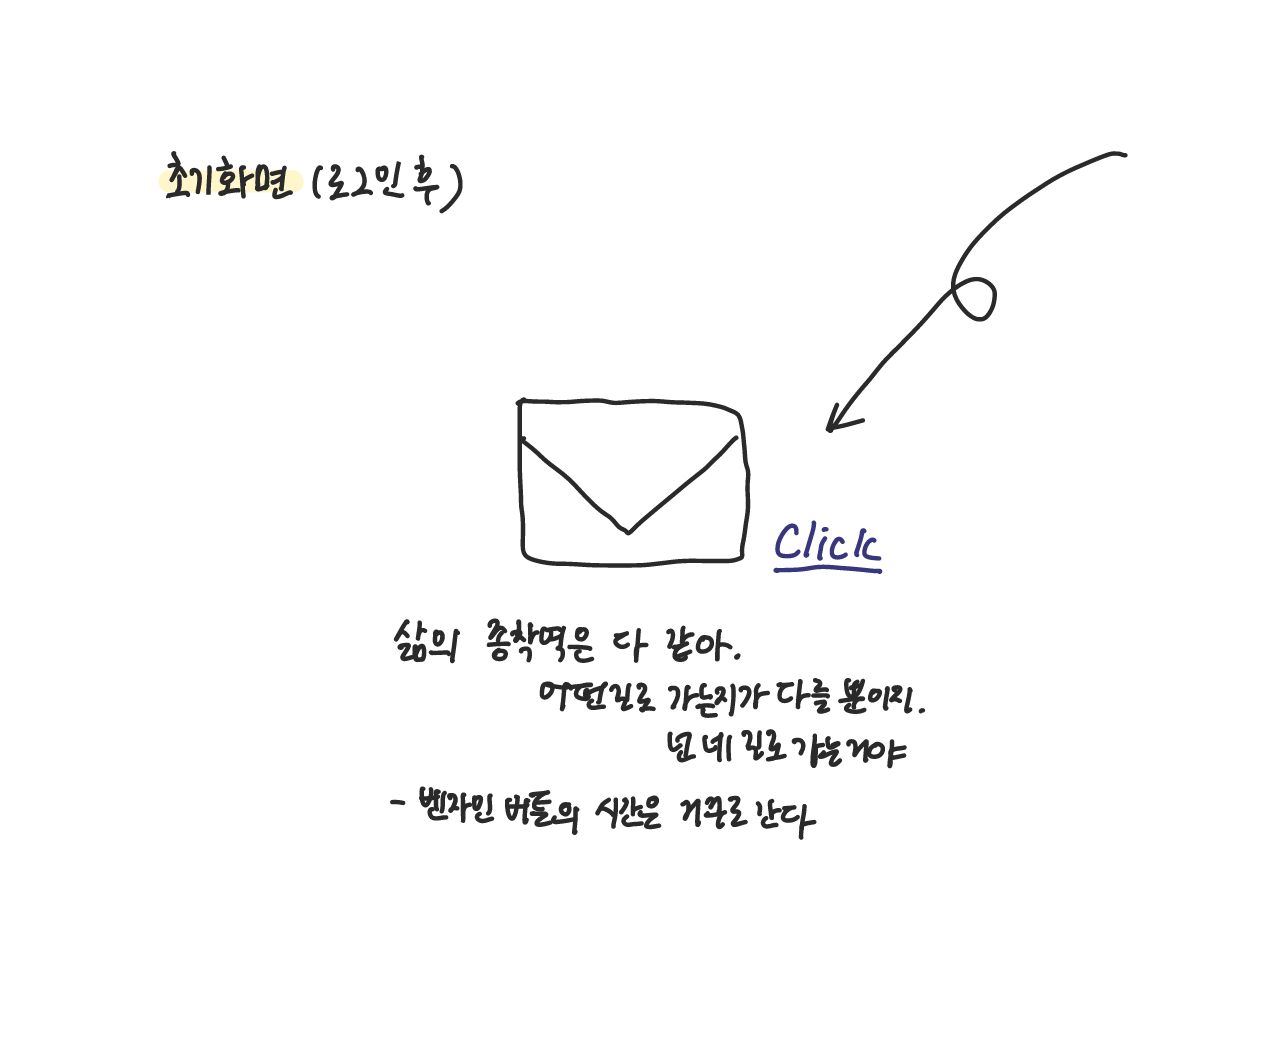 초기화면 (로그인 후)
Click
삶의 종착역은 다 같아.
어떤길로 가는지가 다를 뿐이지.
넌 네 길로 가는거야
- 벤자민 버튼의 시간은 거꾸로 간다